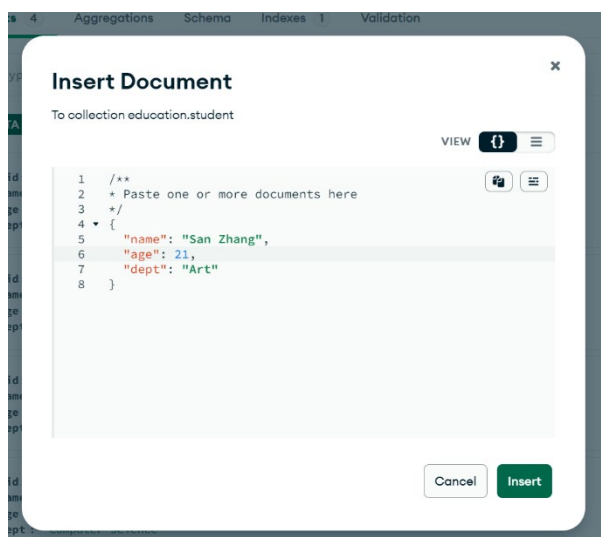 4 Aggregations Schema Indexes 1 Validation
Insert Document
To collection education.student
VIEW {}
1 /**
2 * Paste one or more documents here
3 */
4 {
5 "name": "San Zhang",
6 "age": 21,
7 "dept": "Art"
8 }
Cancel Insert